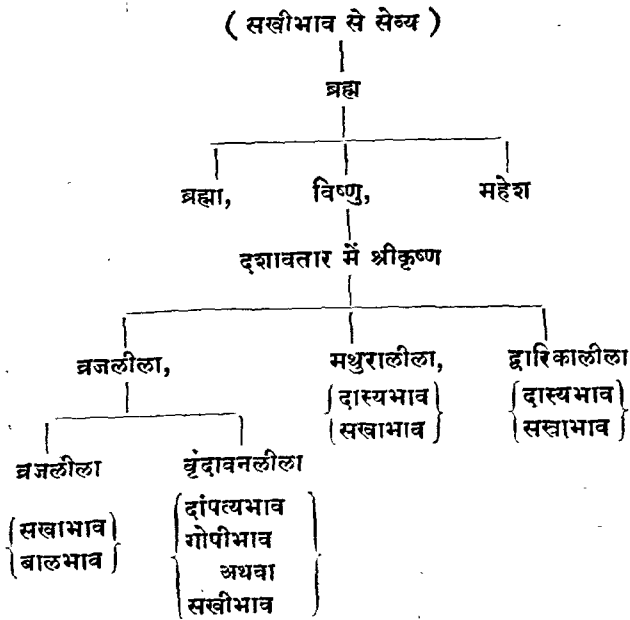 ( सखीभाव से सेव्य )
ब्रह्म
ब्रह्मा, विष्णु, महेश
दशावतार में श्रीकृष्ण
व्रजलीला, मथुरालीला, द्वारिकालीला
{दास्यभाव} {दास्यभाव}
{सखाभाव} {सखाभाव}
व्रजलीला वृंदावनलीला
{सखाभाव} {दांपत्यभाव
{बालभाव} गोपीभाव
अथवा
सखीभाव}